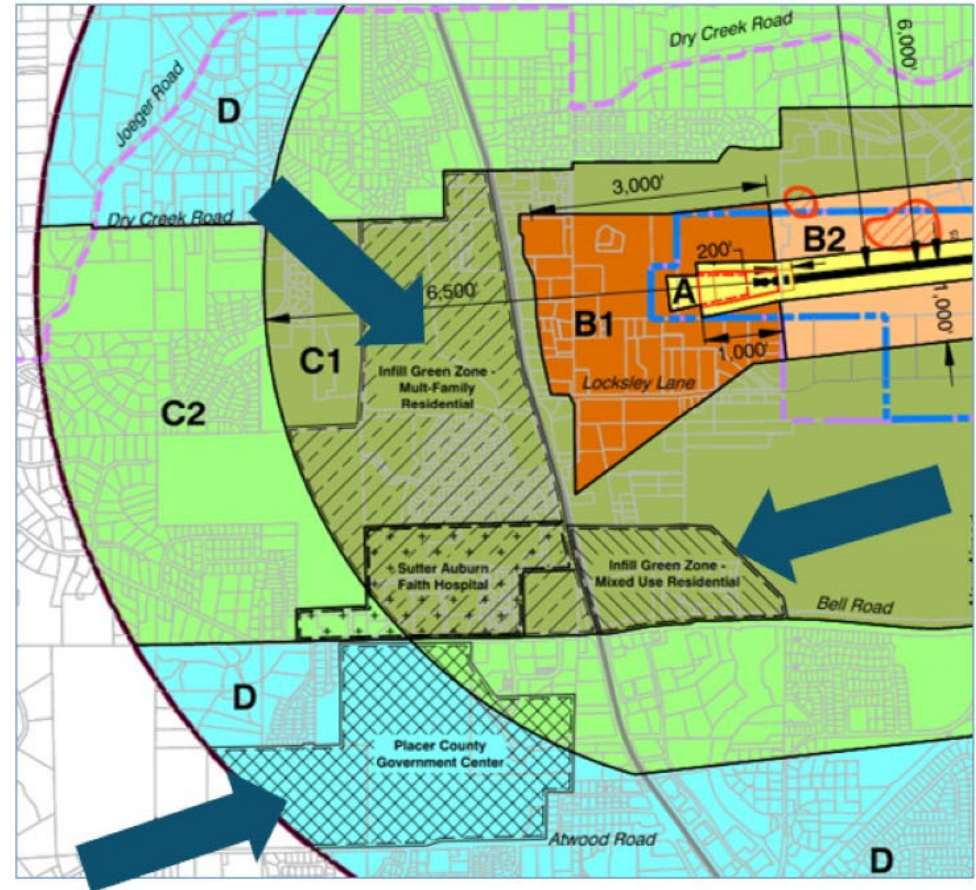 Dry Creek Road
6,000'
Joeger Road
D
3,000'
Dry Creek Road
B2
200'
A
6,500'
B1
1,000'
1,000'
C1
Infill Green Zone -
Mult-Family
Residential
Locksley Lane
C2
Sutter Auburn
Faith Hospital
Infill Green Zone -
Mixed Use Residential
Bell Road
D
Placer County
Government Center
Atwood Road
D